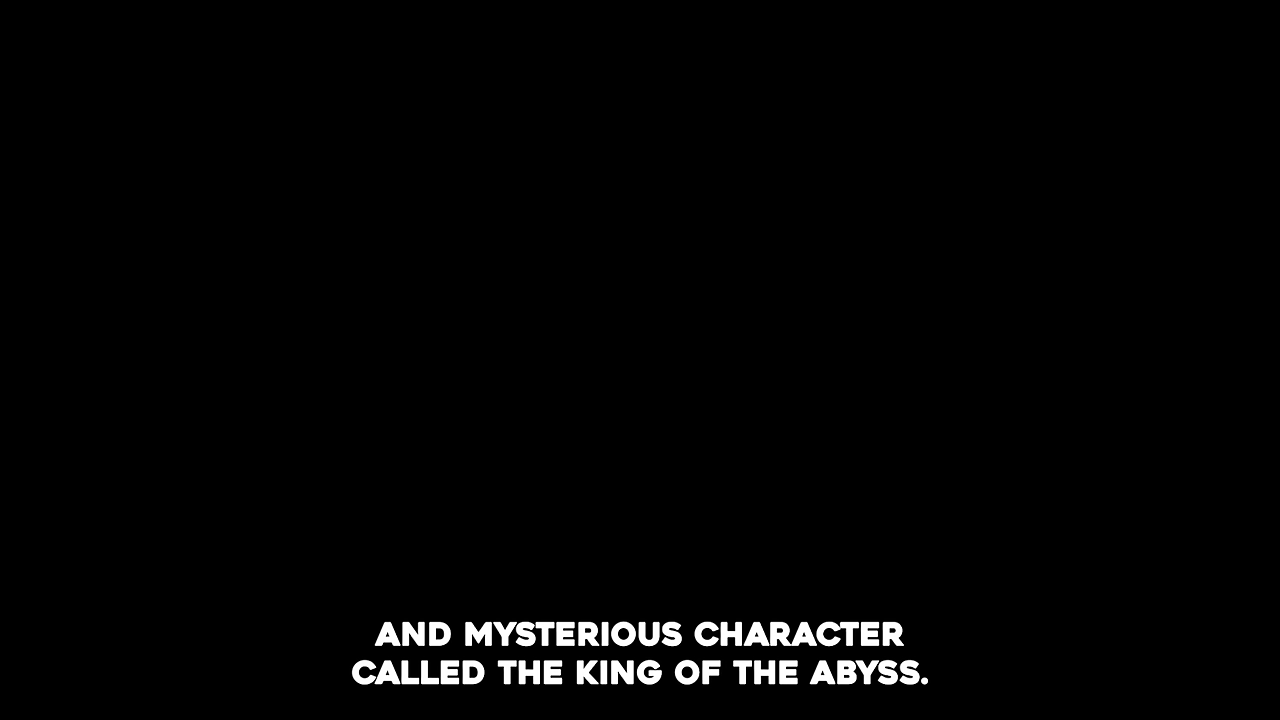 AND MYSTERIOUS CHARACTER
CALLED THE KING OF THE ABYSS.